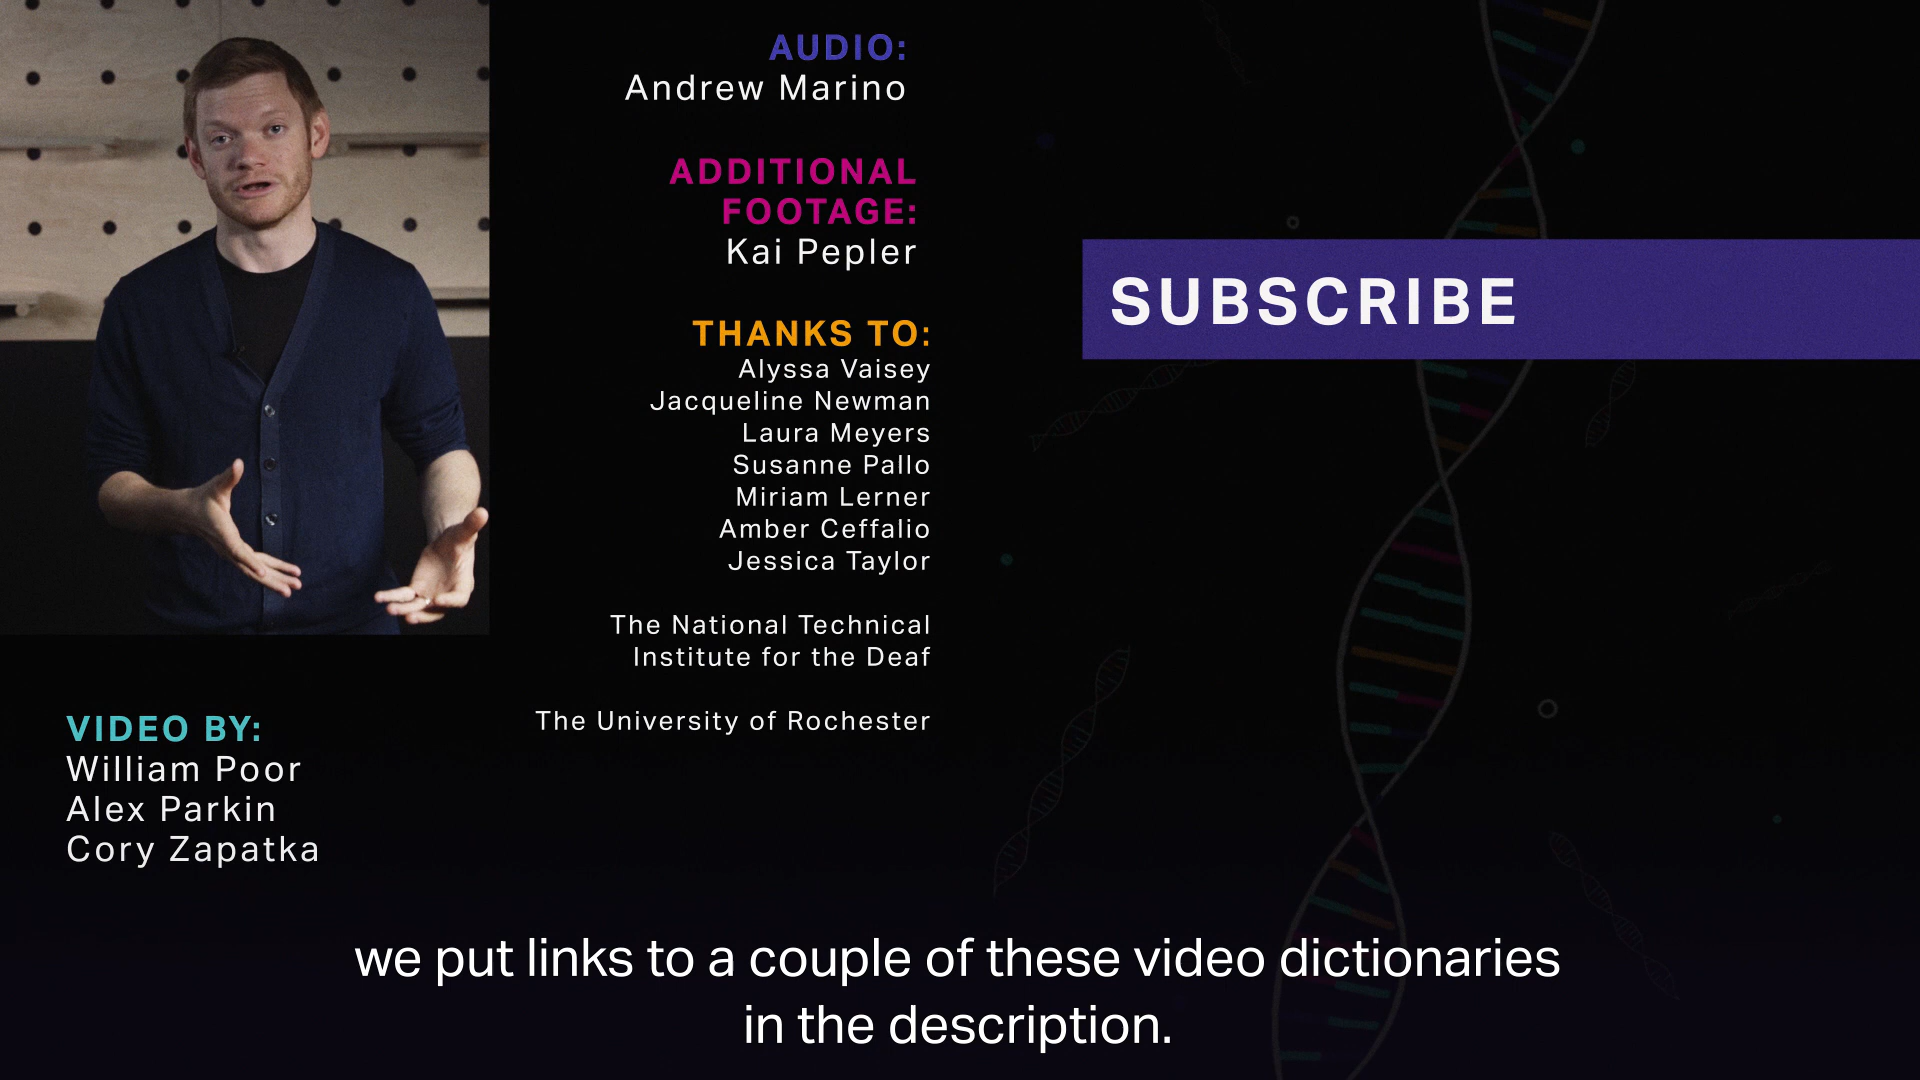 AUDIO:
Andrew Marino
ADDITIONAL
FOOTAGE:
Kai Pepler
THANKS TO:
Alyssa Vaisey
Jacqueline Newman
Laura Meyers
Susanne Pallo
Miriam Lerner
Amber Ceffalio
Jessica Taylor
The National Technical
Institute for the Deaf
The University of Rochester
VIDEO BY:
William Poor
Alex Parkin
Cory Zapatka
SUBSCRIBE
we put links to a couple of these video dictionaries
in the description.